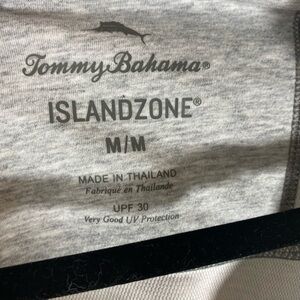 Tommy Bahama®
ISLANDZONE®
M/M
MADE IN THAILAND
Fabriqué en Thaïlande
UPF 30
Very Good UV Protection